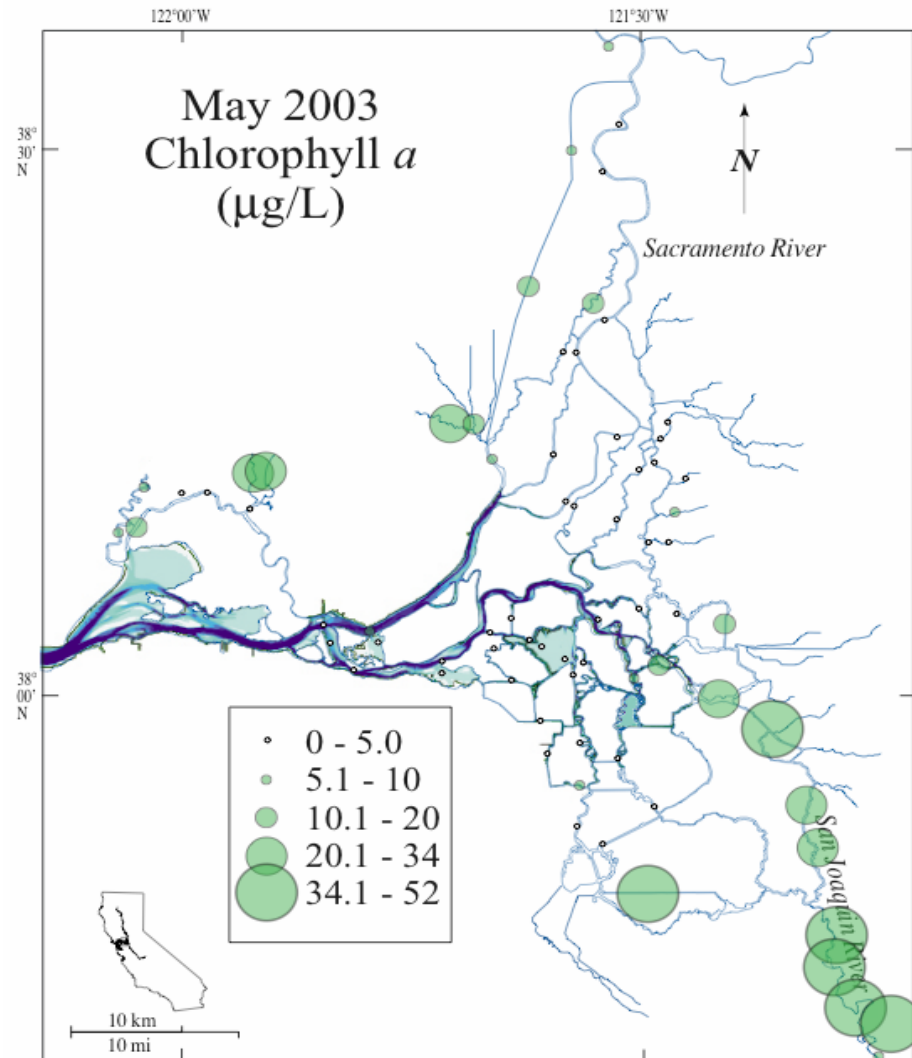 122°00'W
121°30'W
May 2003
Chlorophyll a
(µg/L)
38°
30'
N
N
Sacramento River
38°
00'
N
0 - 5.0
5.1 - 10
10.1 - 20
20.1 - 34
34.1 - 52
San Joaquin River
10 km
10 mi